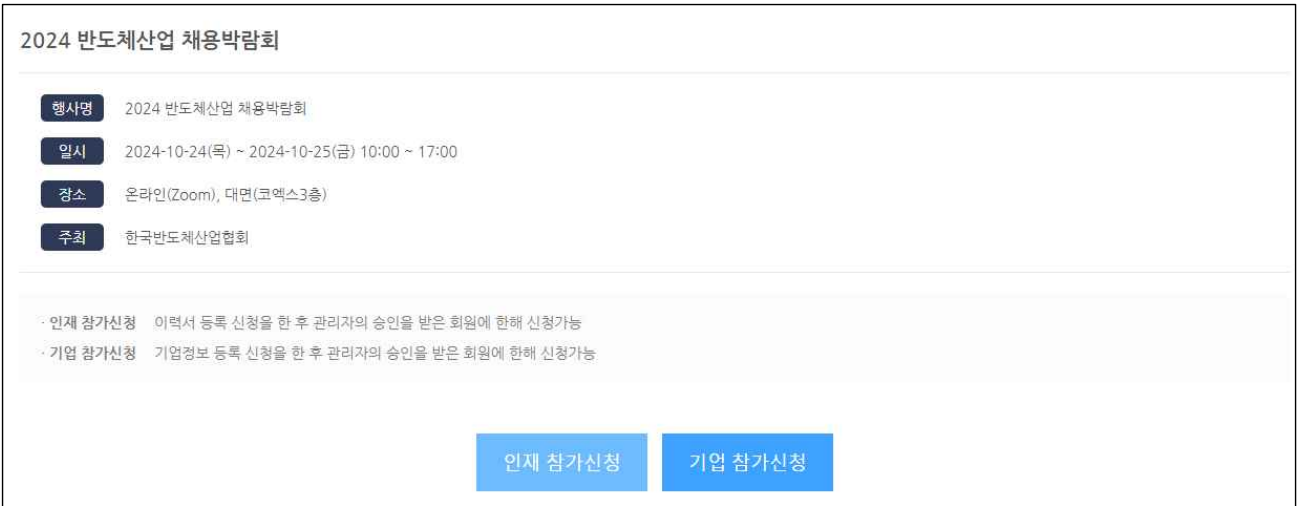 2024 반도체산업 채용박람회
행사명 2024 반도체산업 채용박람회
일시 2024-10-24(목) ~ 2024-10-25(금) 10:00 ~ 17:00
장소 온라인(Zoom), 대면(코엑스3층)
주최 한국반도체산업협회
· 인재 참가신청 이력서 등록 신청을 한 후 관리자의 승인을 받은 회원에 한해 신청가능
· 기업 참가신청 기업정보 등록 신청을 한 후 관리자의 승인을 받은 회원에 한해 신청가능
인재 참가신청 기업 참가신청